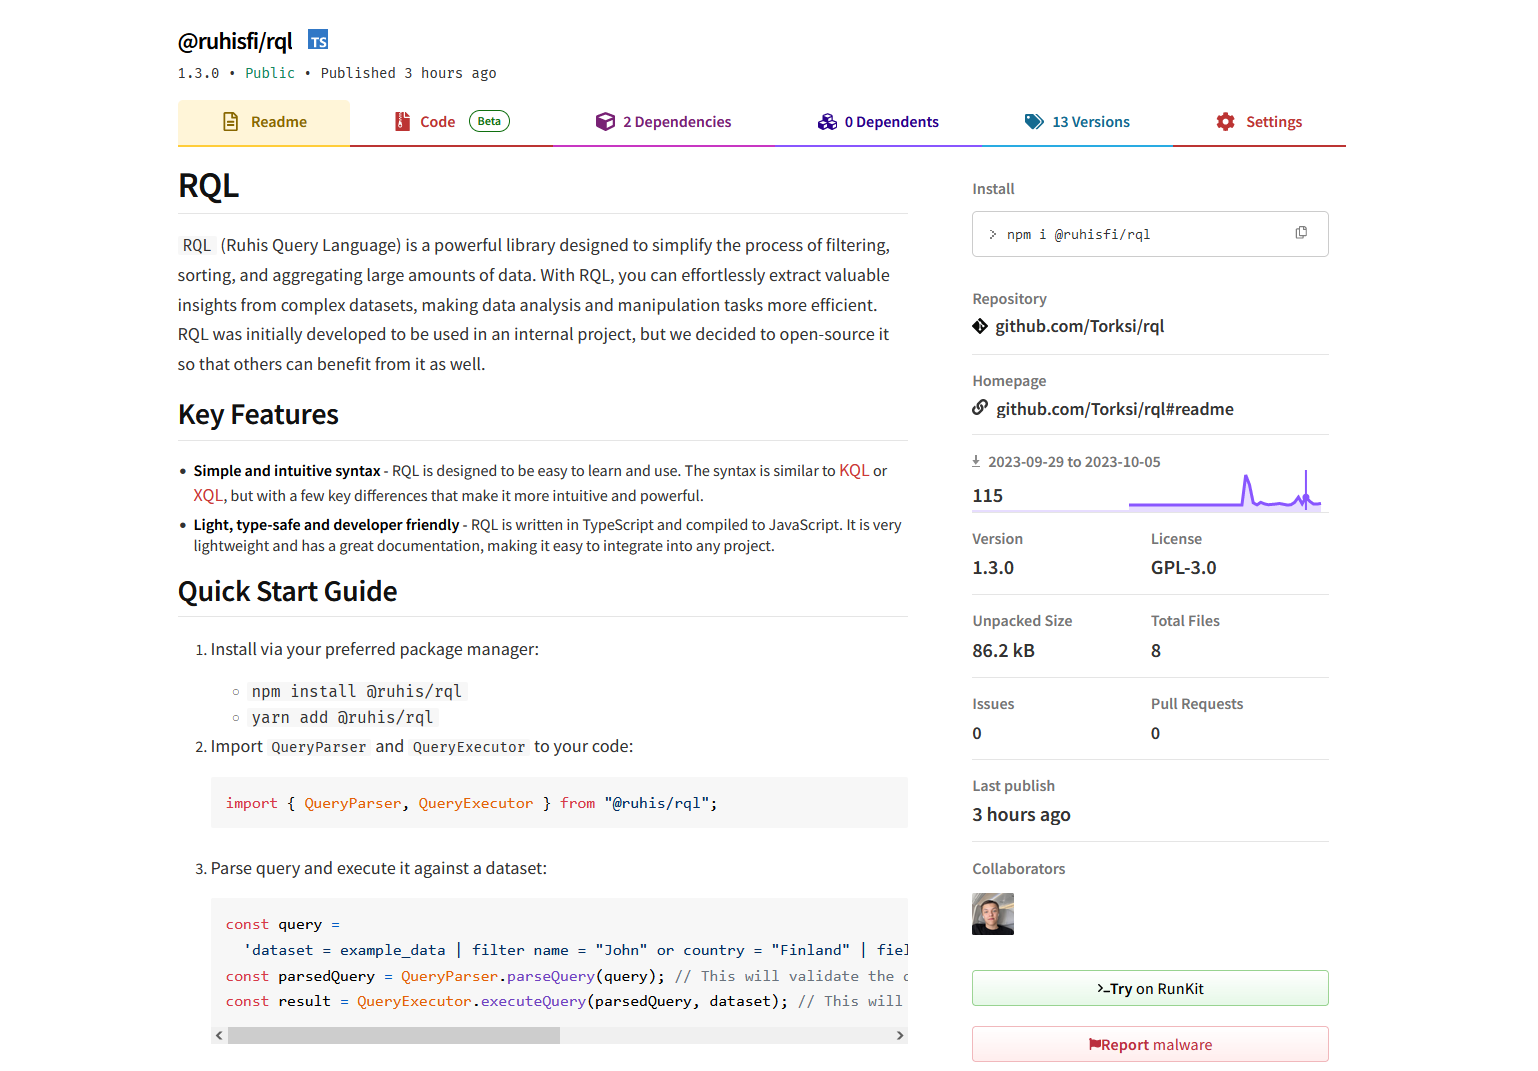 @ruhisfi/rql TS
1.3.0 • Public • Published 3 hours ago
Readme
Code Beta
2 Dependencies
0 Dependents
13 Versions
Settings
RQL
RQL (Ruhis Query Language) is a powerful library designed to simplify the process of filtering,
sorting, and aggregating large amounts of data. With RQL, you can effortlessly extract valuable
insights from complex datasets, making data analysis and manipulation tasks more efficient.
RQL was initially developed to be used in an internal project, but we decided to open-source it
so that others can benefit from it as well.
Key Features
• Simple and intuitive syntax - RQL is designed to be easy to learn and use. The syntax is similar to KQL or
XQL, but with a few key differences that make it more intuitive and powerful.
• Light, type-safe and developer friendly - RQL is written in TypeScript and compiled to JavaScript. It is very
lightweight and has a great documentation, making it easy to integrate into any project.
Quick Start Guide
1. Install via your preferred package manager:
○ npm install @ruhis/rql
○ yarn add @ruhis/rql
2. Import QueryParser and QueryExecutor to your code:
import { QueryParser, QueryExecutor } from "@ruhis/rql";
3. Parse query and execute it against a dataset:
const query =
'dataset = example_data | filter name = "John" or country = "Finland" | fiel
const parsedQuery = QueryParser.parseQuery(query); // This will validate the
const result = QueryExecutor.executeQuery(parsedQuery, dataset); // This will
Install
> npm i @ruhisfi/rql
Repository
github.com/Torksi/rql
Homepage
github.com/Torksi/rql#readme
2023-09-29 to 2023-10-05
115
Version
1.3.0
License
GPL-3.0
Unpacked Size
86.2 kB
Total Files
8
Issues
0
Pull Requests
0
Last publish
3 hours ago
Collaborators
Try on RunKit
Report malware